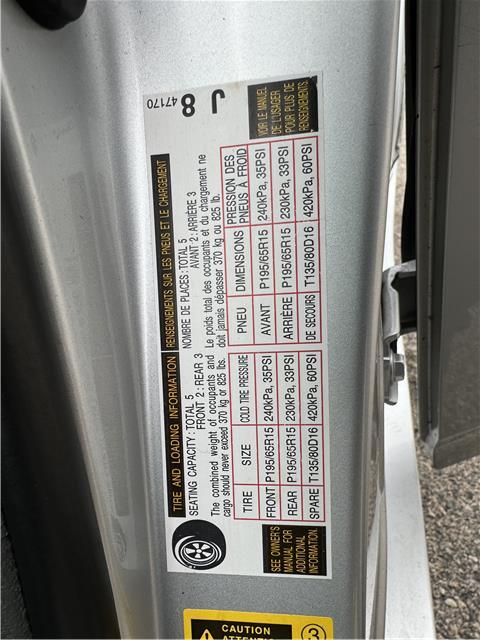 TIRE AND LOADING INFORMATION
RENSEIGNEMENTS SUR LES PNEUS ET LE CHARGEMENT
J 8
47170
SEATING CAPACITY:TOTAL 5
FRONT 2:REAR 3
The combined weight of occupants and
cargo should never exceed 370 kg or 825 lbs.
NOMBRE DE PLACES:TOTAL 5
AVANT 2:ARRIÈRE 3
Le poids total des occupants et du chargement ne
doit jamais dépasser 370 kg ou 825 lb.
TIRE SIZE COLD TIRE PRESSURE
FRONT P195/65R15 240kPa, 35PSI
REAR P195/65R15 230kPa, 33PSI
SPARE T135/80D16 420kPa, 60PSI
PNEU DIMENSIONS PRESSION DES
PNEUS À FROID
AVANT P195/65R15 240kPa, 35PSI
ARRIÈRE P195/65R15 230kPa, 33PSI
DE SECOURS T135/80D16 420kPa, 60PSI
SEE OWNER'S
MANUAL FOR
ADDITIONAL
INFORMATION.
VOIR LE MANUEL
DE L'USAGER
POUR PLUS DE
RENSEIGNEMENTS.
CAUTION
3